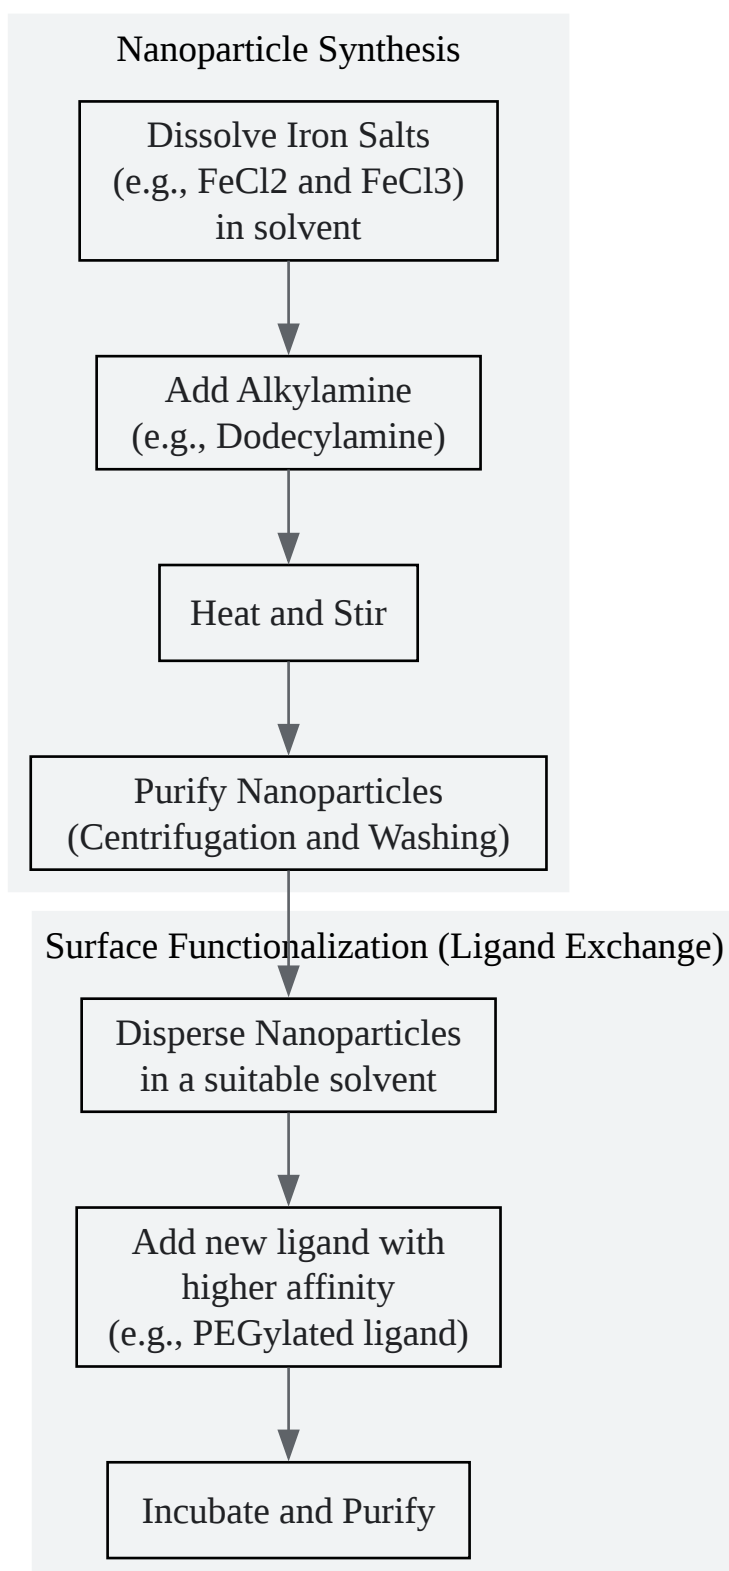 Nanoparticle Synthesis
Dissolve Iron Salts
(e.g., FeCl2 and FeCl3)
in solvent
Add Alkylamine
(e.g., Dodecylamine)
Heat and Stir
Purify Nanoparticles
(Centrifugation and Washing)
Surface Functionalization (Ligand Exchange)
Disperse Nanoparticles
in a suitable solvent
Add new ligand with
higher affinity
(e.g., PEGylated ligand)
Incubate and Purify